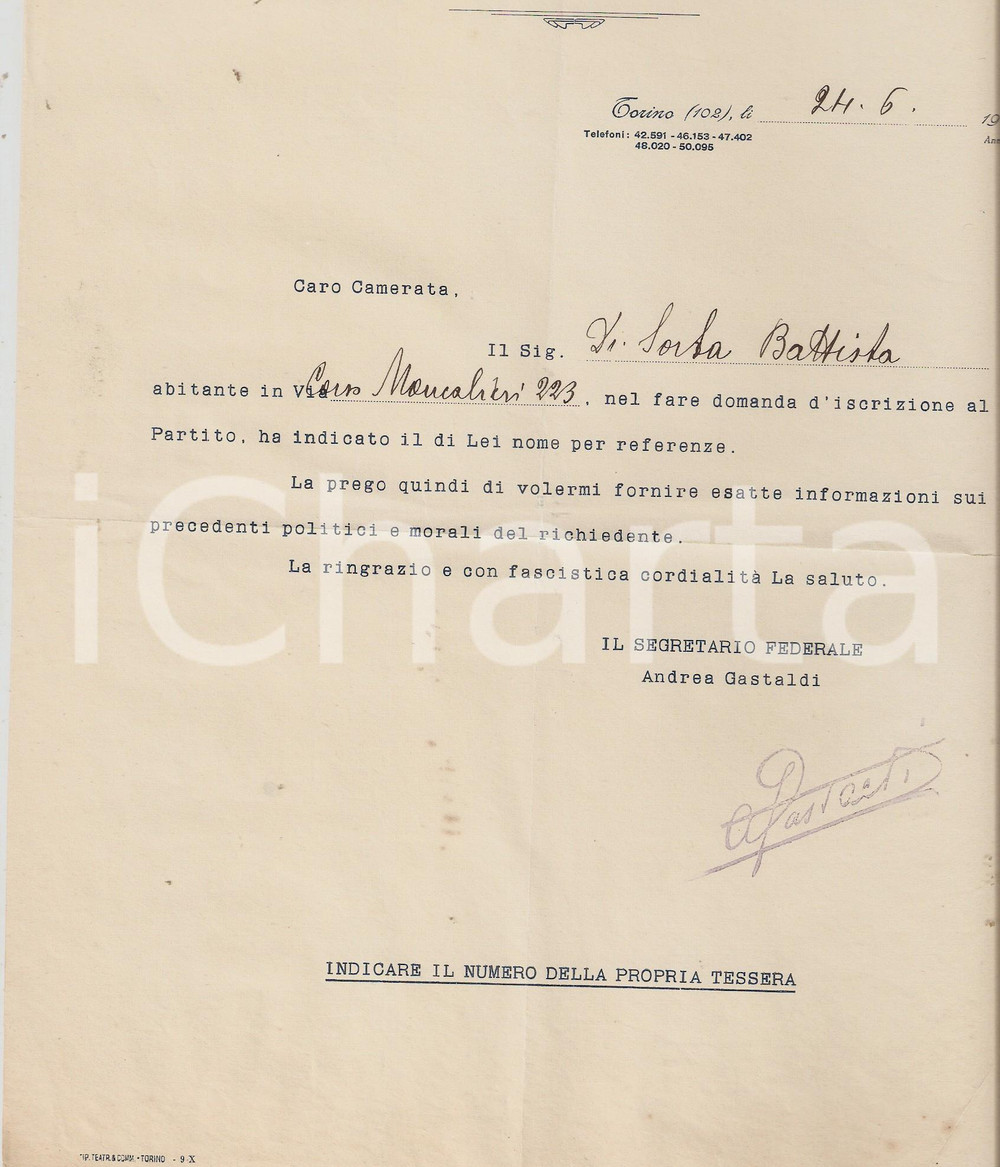 Torino (102), li 24. 6. 19
Telefoni: 42.591 - 46.153 - 47.402
48.020 - 50.095
Caro Camerata,
Il Sig. Di Sorba Battista
abitante in Via Corso Moncalieri 223, nel fare domanda d'iscrizione al
Partito, ha indicato il di Lei nome per referenze.
La prego quindi di volermi fornire esatte informazioni sui
precedenti politici e morali del richiedente.
La ringrazio e con fascistica cordialità La saluto.
iCharta
IL SEGRETARIO FEDERALE
Andrea Gastaldi
AGastaldi
INDICARE IL NUMERO DELLA PROPRIA TESSERA
TIP. TEATR. & COMM. - TORINO - 9-X